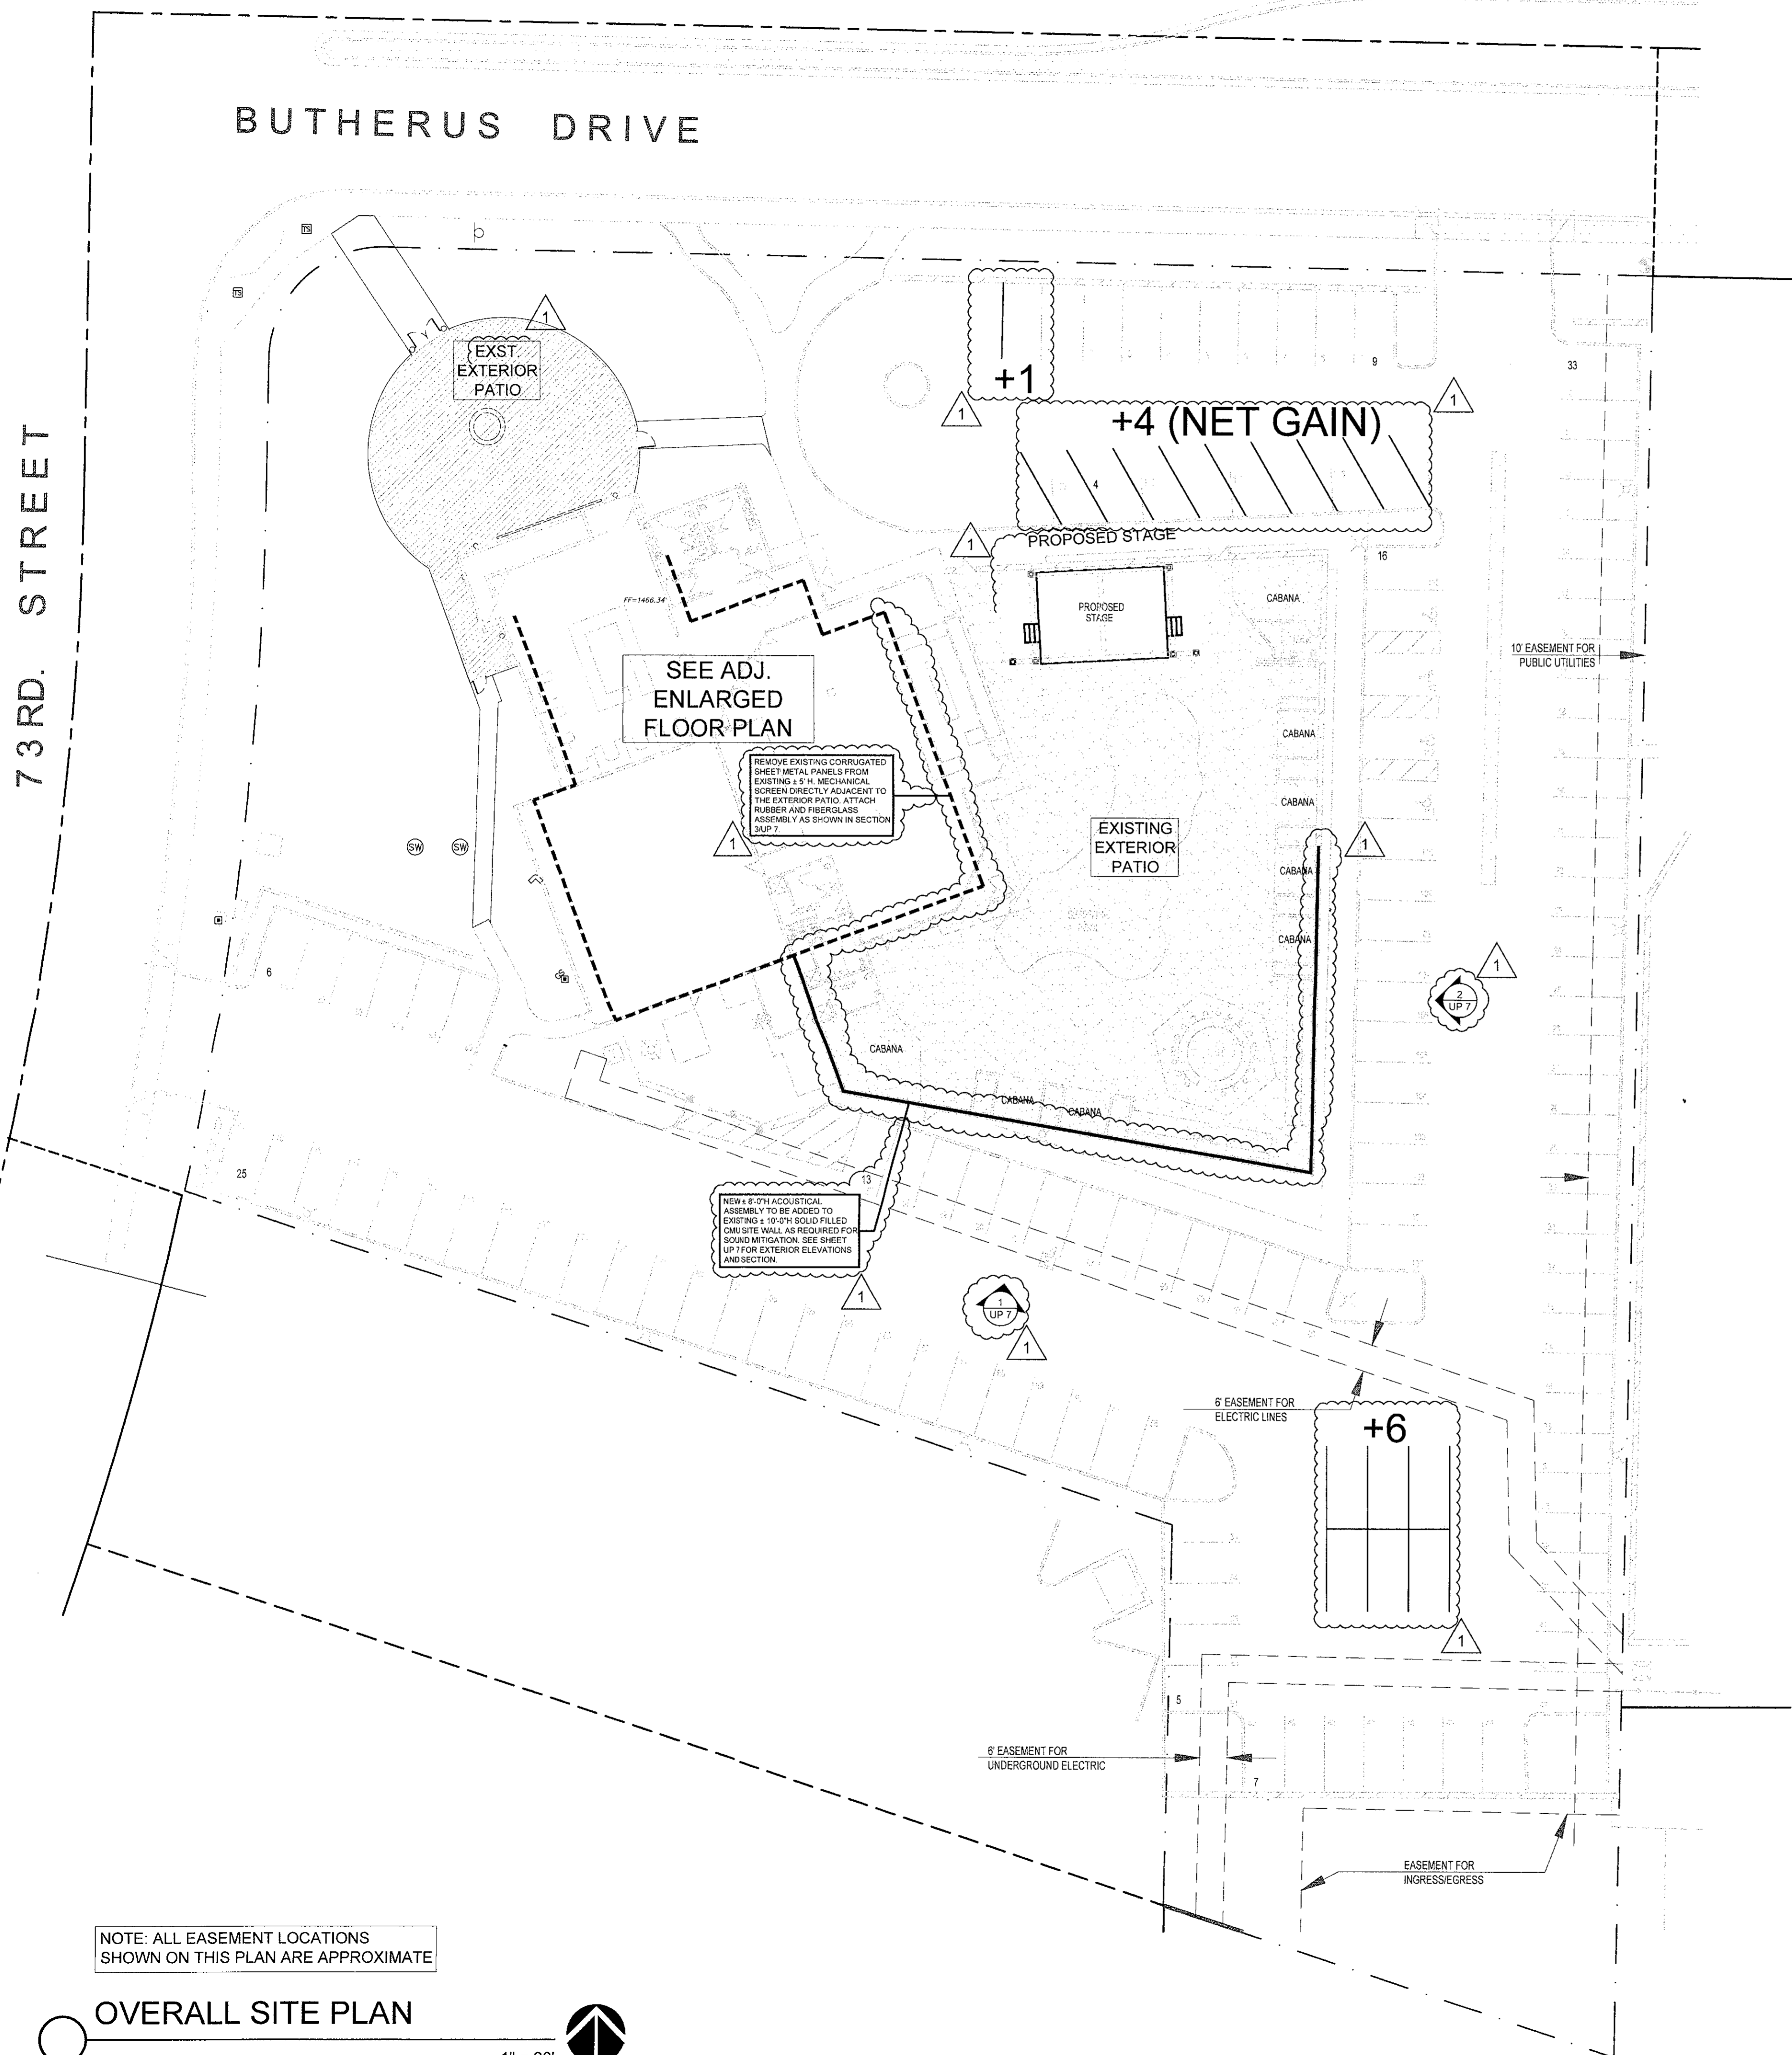 BUTHERUS DRIVE
73RD. STREET
TS
TS
1
EXST.
EXTERIOR
PATIO
+1
1
9
33
1
+4 (NET GAIN)
4
1
PROPOSED STAGE
16
PROPOSED
STAGE
CABANA
FF=1466.34'
10' EASEMENT FOR
PUBLIC UTILITIES
SEE ADJ.
ENLARGED
FLOOR PLAN
CABANA
REMOVE EXISTING CORRUGATED
SHEET METAL PANELS FROM
EXISTING ± 5' H. MECHANICAL
SCREEN DIRECTLY ADJACENT TO
THE EXTERIOR PATIO. ATTACH
RUBBER AND FIBERGLASS
ASSEMBLY AS SHOWN IN SECTION
3/UP 7.
1
CABANA
EXISTING
EXTERIOR
PATIO
1
CABANA
SW
SW
CABANA
6
1
2
UP 7
CABANA
CABANA
CABANA
25
13
NEW ± 8'-0"H ACOUSTICAL
ASSEMBLY TO BE ADDED TO
EXISTING ± 10'-0"H SOLID FILLED
CMU SITE WALL AS REQUIRED FOR
SOUND MITIGATION. SEE SHEET
UP 7 FOR EXTERIOR ELEVATIONS
AND SECTION.
1
1
UP 7
1
6' EASEMENT FOR
ELECTRIC LINES
+6
1
5
6' EASEMENT FOR
UNDERGROUND ELECTRIC
7
EASEMENT FOR
INGRESS/EGRESS
NOTE: ALL EASEMENT LOCATIONS
SHOWN ON THIS PLAN ARE APPROXIMATE
OVERALL SITE PLAN